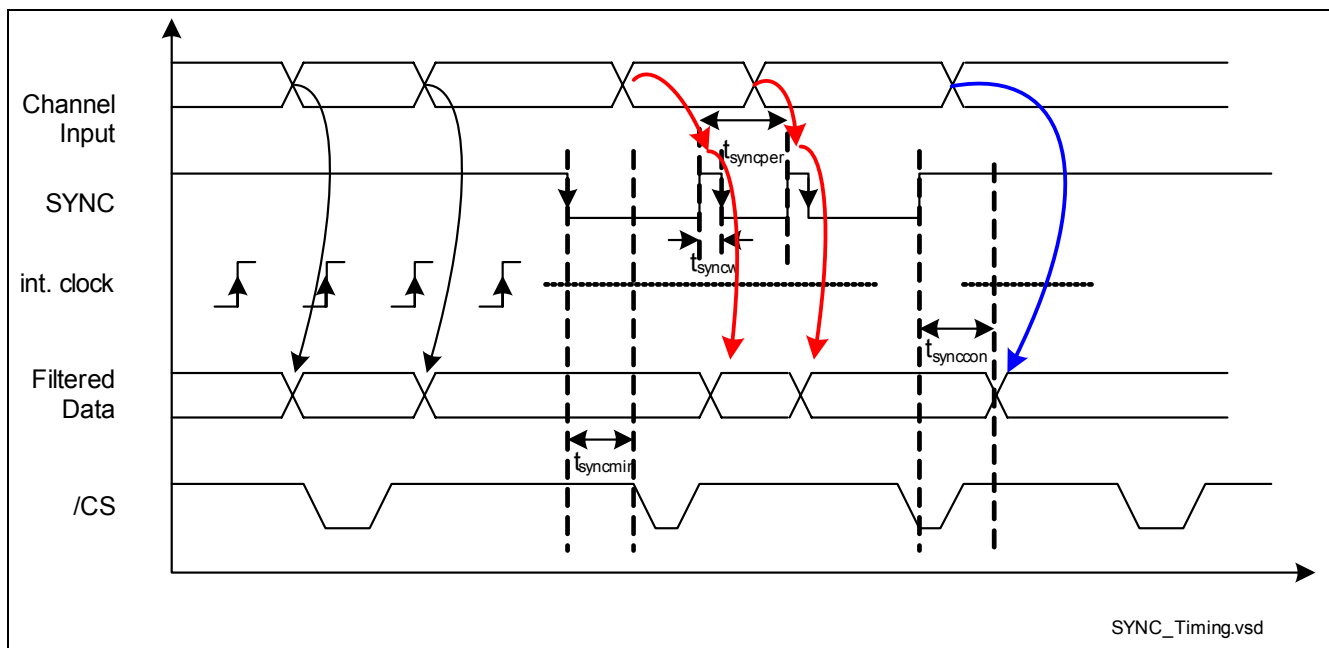 Channel
Input
tsyncper
SYNC
tsyncw
int. clock
tsynccon
Filtered
Data
tsyncmin
/CS
SYNC_Timing.vsd